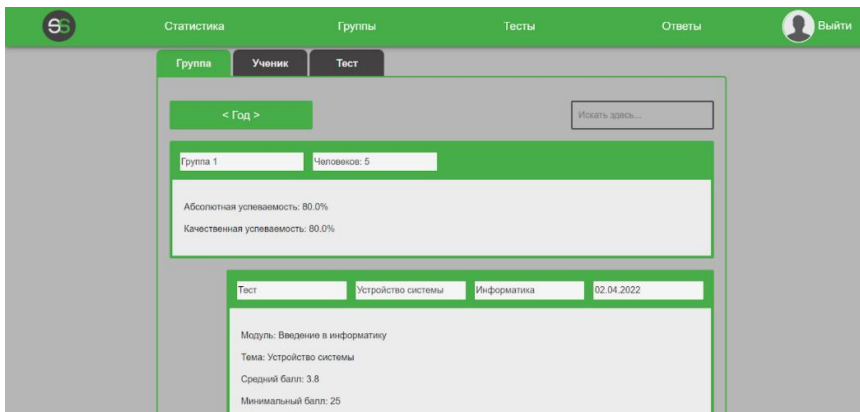 SS Статистика Группы Тесты Ответы Выйти
Группа Ученик Тест
< Год > Искать здесь...
Группа 1 Человеков: 5
Абсолютная успеваемость: 80.0%
Качественная успеваемость: 80.0%
Тест Устройство системы Информатика 02.04.2022
Модуль: Введение в информатику
Тема: Устройство системы
Средний балл: 3.8
Минимальный балл: 25